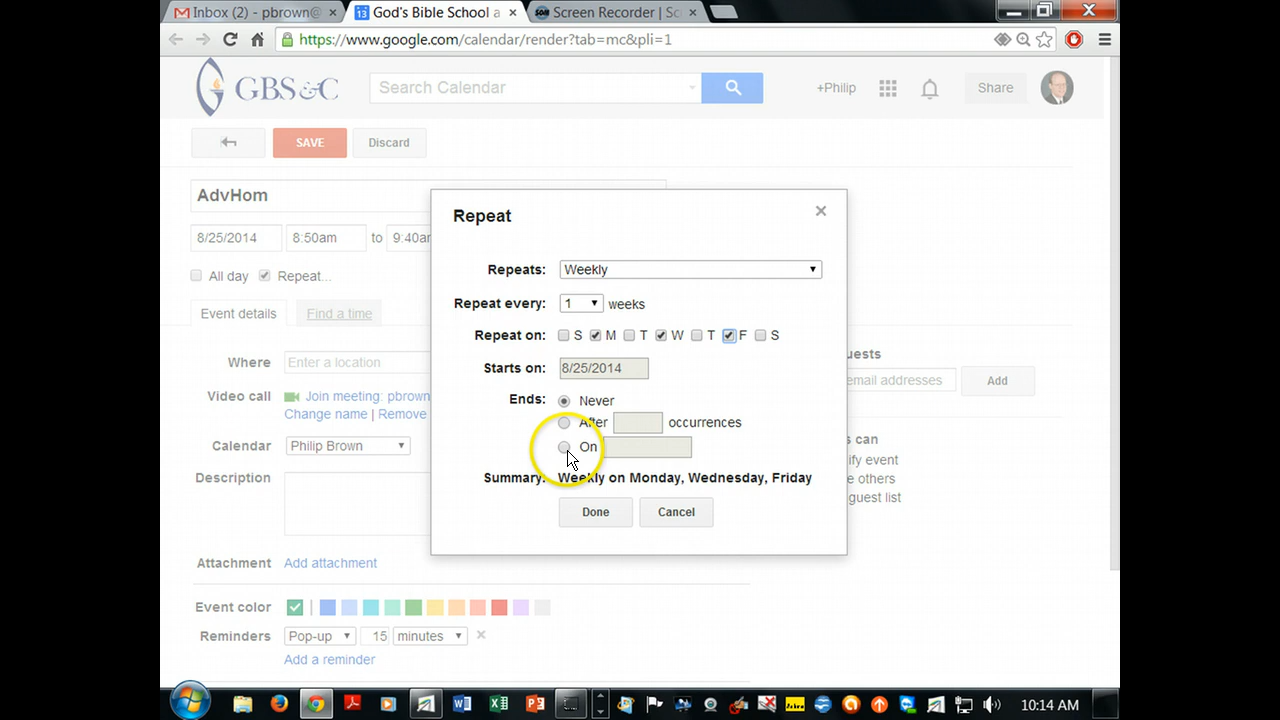 Inbox (2) - pbrown@ × 13 God's Bible School a × SOM Screen Recorder | Sc ×
https://www.google.com/calendar/render?tab=mc&pli=1
GBS&C Search Calendar +Philip Share
SAVE Discard
AdvHom
8/25/2014 8:50am to 9:40am
All day Repeat...
Event details Find a time
Where Enter a location
Video call Join meeting: pbrown
Change name | Remove
Calendar Philip Brown
Description
Attachment Add attachment
Event color
Reminders Pop-up 15 minutes ×
Add a reminder
Repeat ×
Repeats: Weekly
Repeat every: 1 weeks
Repeat on: S M T W T F S
Starts on: 8/25/2014
Ends: Never
After occurrences
On
Summary: Weekly on Monday, Wednesday, Friday
Done Cancel
uests
email addresses Add
s can
ify event
e others
guest list
10:14 AM